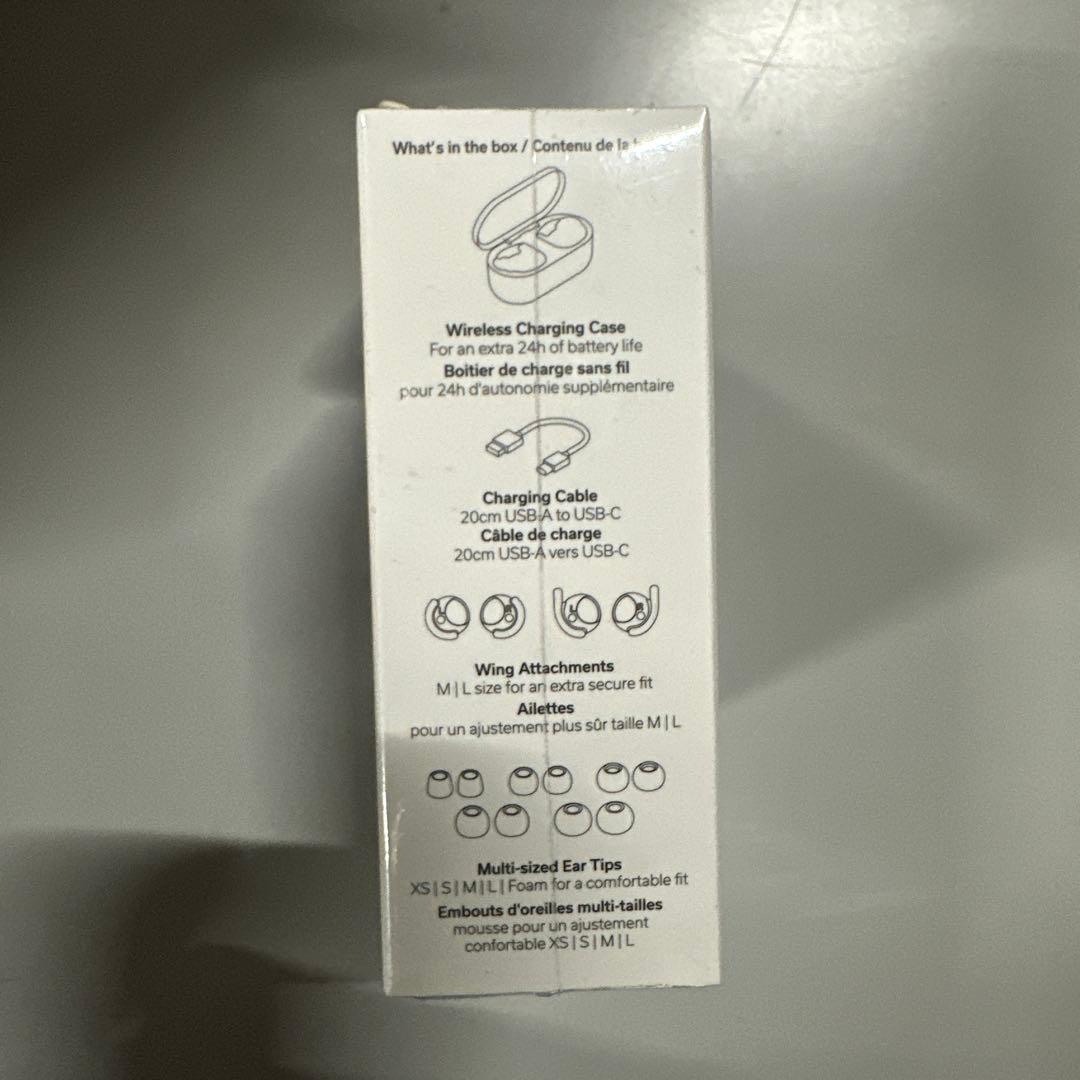 What's in the box / Contenu de la
Wireless Charging Case
For an extra 24h of battery life
Boitier de charge sans fil
pour 24h d'autonomie supplémentaire
Charging Cable
20cm USB-A to USB-C
Câble de charge
20cm USB-A vers USB-C
Wing Attachments
M | L size for an extra secure fit
Ailettes
pour un ajustement plus sûr taille M | L
Multi-sized Ear Tips
XS | S | M | L | Foam for a comfortable fit
Embouts d'oreilles multi-tailles
mousse pour un ajustement
confortable XS | S | M | L